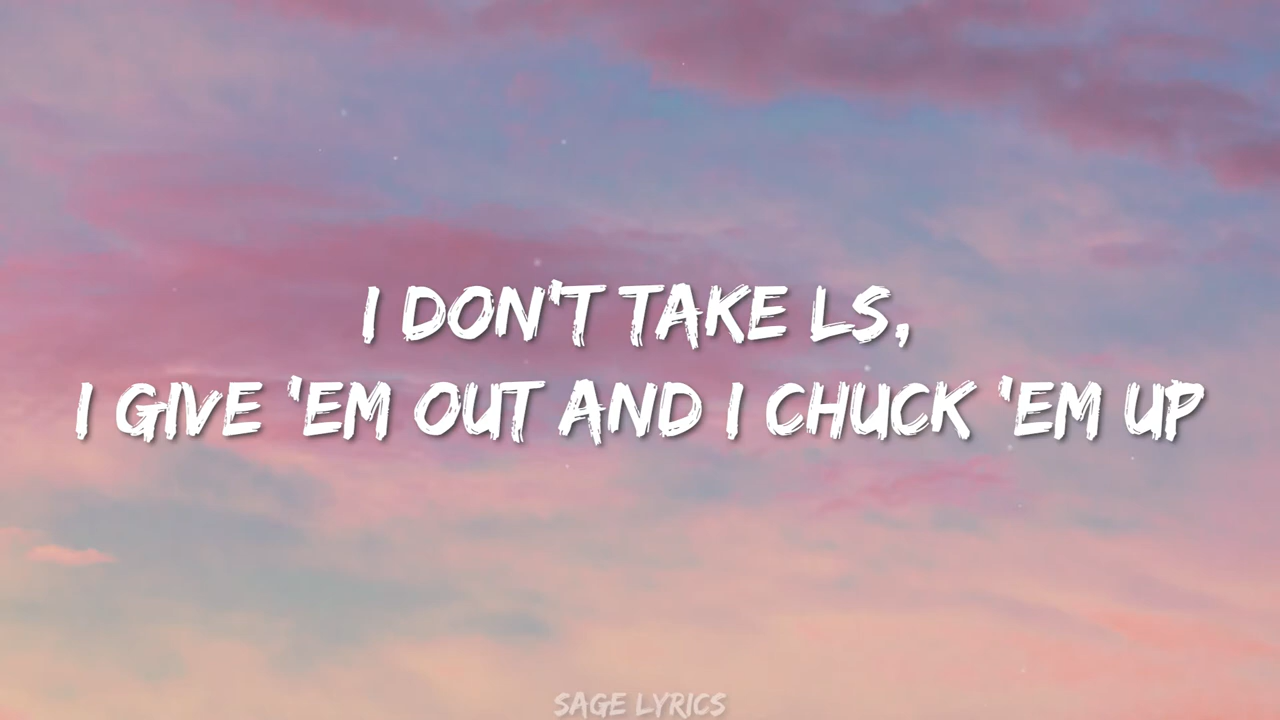 I DON'T TAKE LS,
I GIVE 'EM OUT AND I CHUCK 'EM UP
SAGE LYRICS